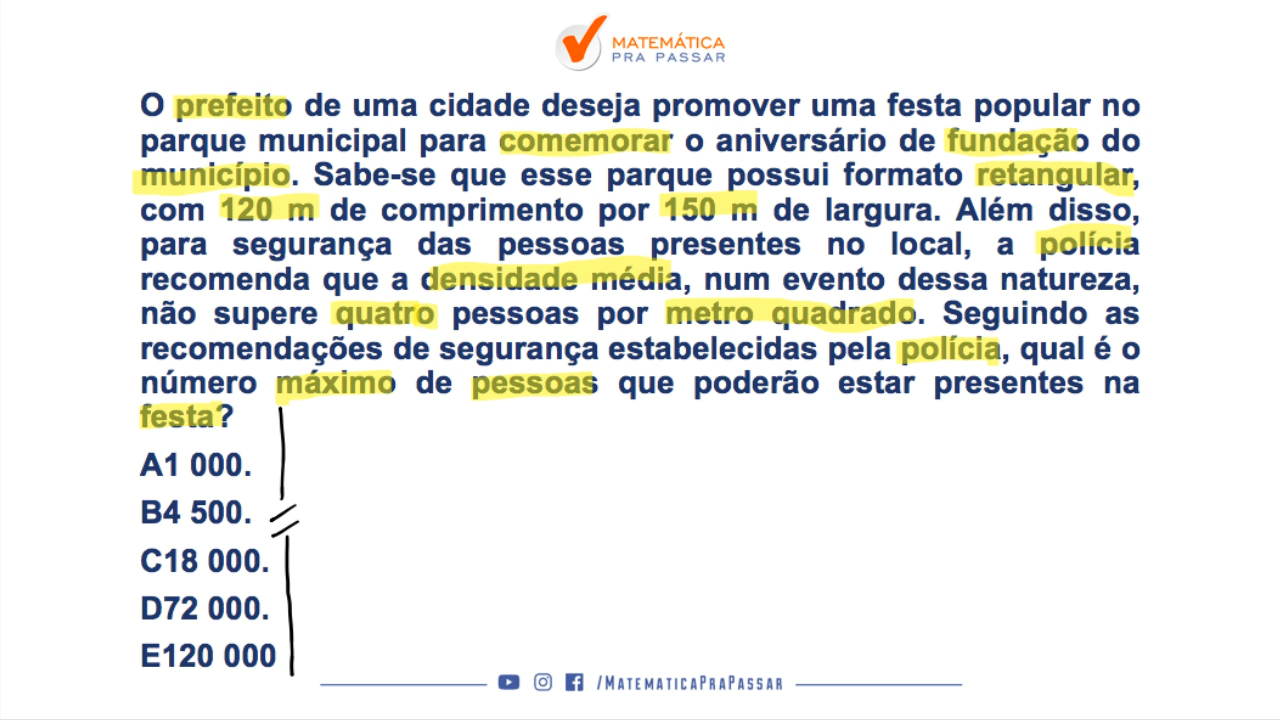 MATEMÁTICA
PRA PASSAR
O prefeito de uma cidade deseja promover uma festa popular no
parque municipal para comemorar o aniversário de fundação do
município. Sabe-se que esse parque possui formato retangular,
com 120 m de comprimento por 150 m de largura. Além disso,
para segurança das pessoas presentes no local, a polícia
recomenda que a densidade média, num evento dessa natureza,
não supere quatro pessoas por metro quadrado. Seguindo as
recomendações de segurança estabelecidas pela polícia, qual é o
número máximo de pessoas que poderão estar presentes na
festa?
A1 000.
B4 500.
C18 000.
D72 000.
E120 000
/MATEMATICAPRAPASSAR